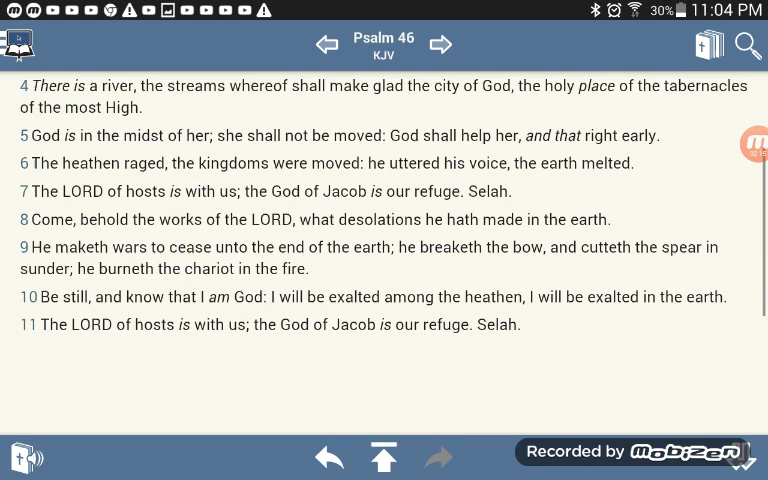 30% 11:04 PM
Psalm 46
KJV
4 There is a river, the streams whereof shall make glad the city of God, the holy place of the tabernacles
of the most High.
5 God is in the midst of her; she shall not be moved: God shall help her, and that right early.
6 The heathen raged, the kingdoms were moved: he uttered his voice, the earth melted.
7 The LORD of hosts is with us; the God of Jacob is our refuge. Selah.
8 Come, behold the works of the LORD, what desolations he hath made in the earth.
9 He maketh wars to cease unto the end of the earth; he breaketh the bow, and cutteth the spear in
sunder; he burneth the chariot in the fire.
10 Be still, and know that I am God: I will be exalted among the heathen, I will be exalted in the earth.
11 The LORD of hosts is with us; the God of Jacob is our refuge. Selah.
Recorded by Mobizen